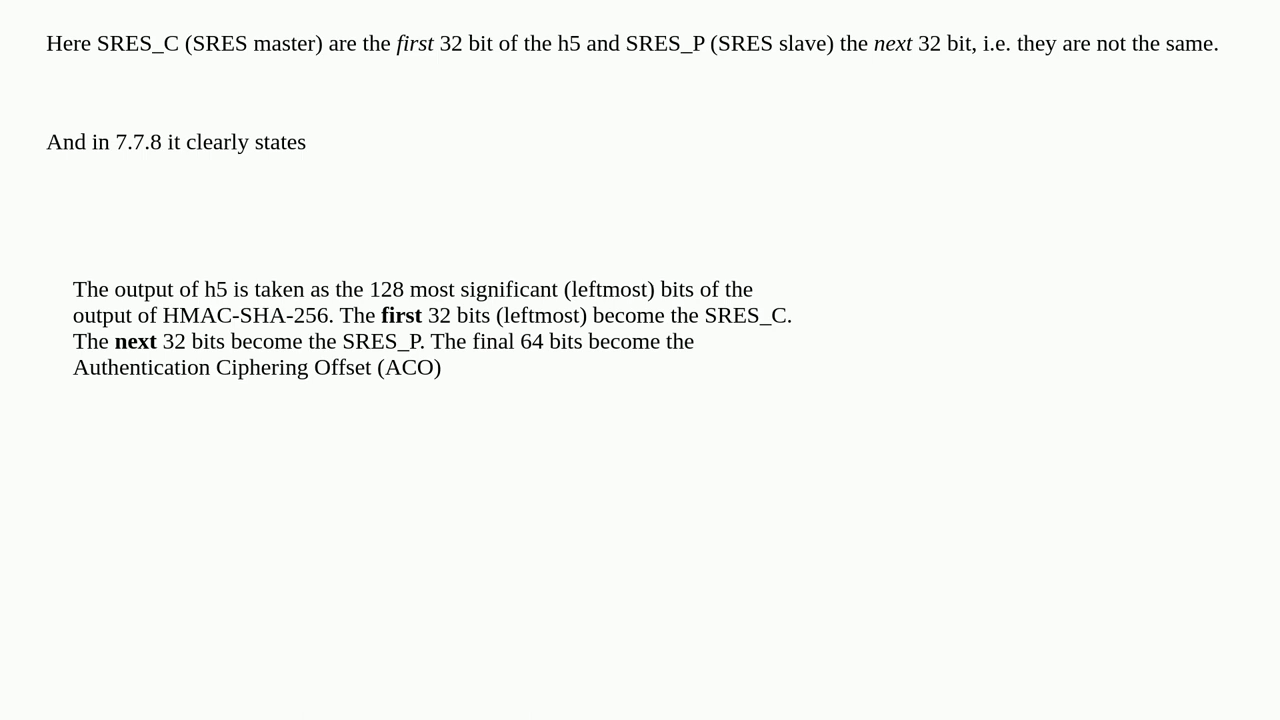 Here SRES_C (SRES master) are the first 32 bit of the h5 and SRES_P (SRES slave) the next 32 bit, i.e. they are not the same.
And in 7.7.8 it clearly states
The output of h5 is taken as the 128 most significant (leftmost) bits of the
output of HMAC-SHA-256. The first 32 bits (leftmost) become the SRES_C.
The next 32 bits become the SRES_P. The final 64 bits become the
Authentication Ciphering Offset (ACO)